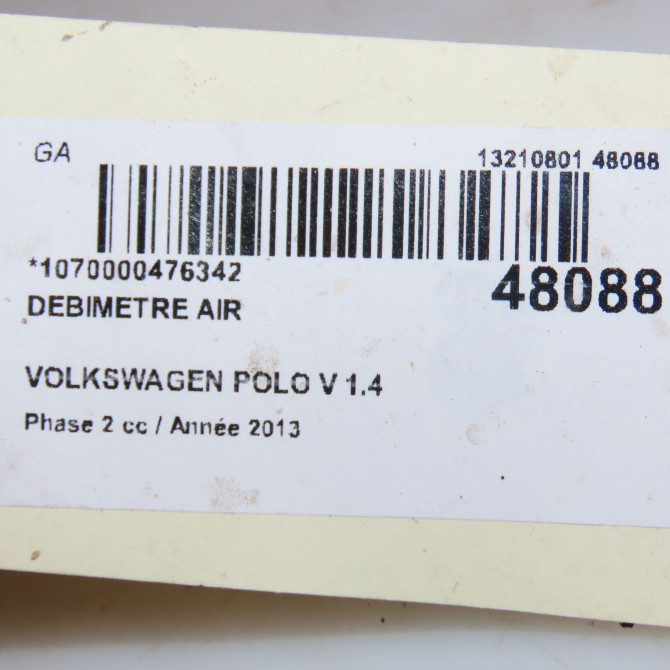 GA
13210801 48088
*1070000476342
48088
DEBIMETRE AIR
VOLKSWAGEN POLO V 1.4
Phase 2 cc / Année 2013